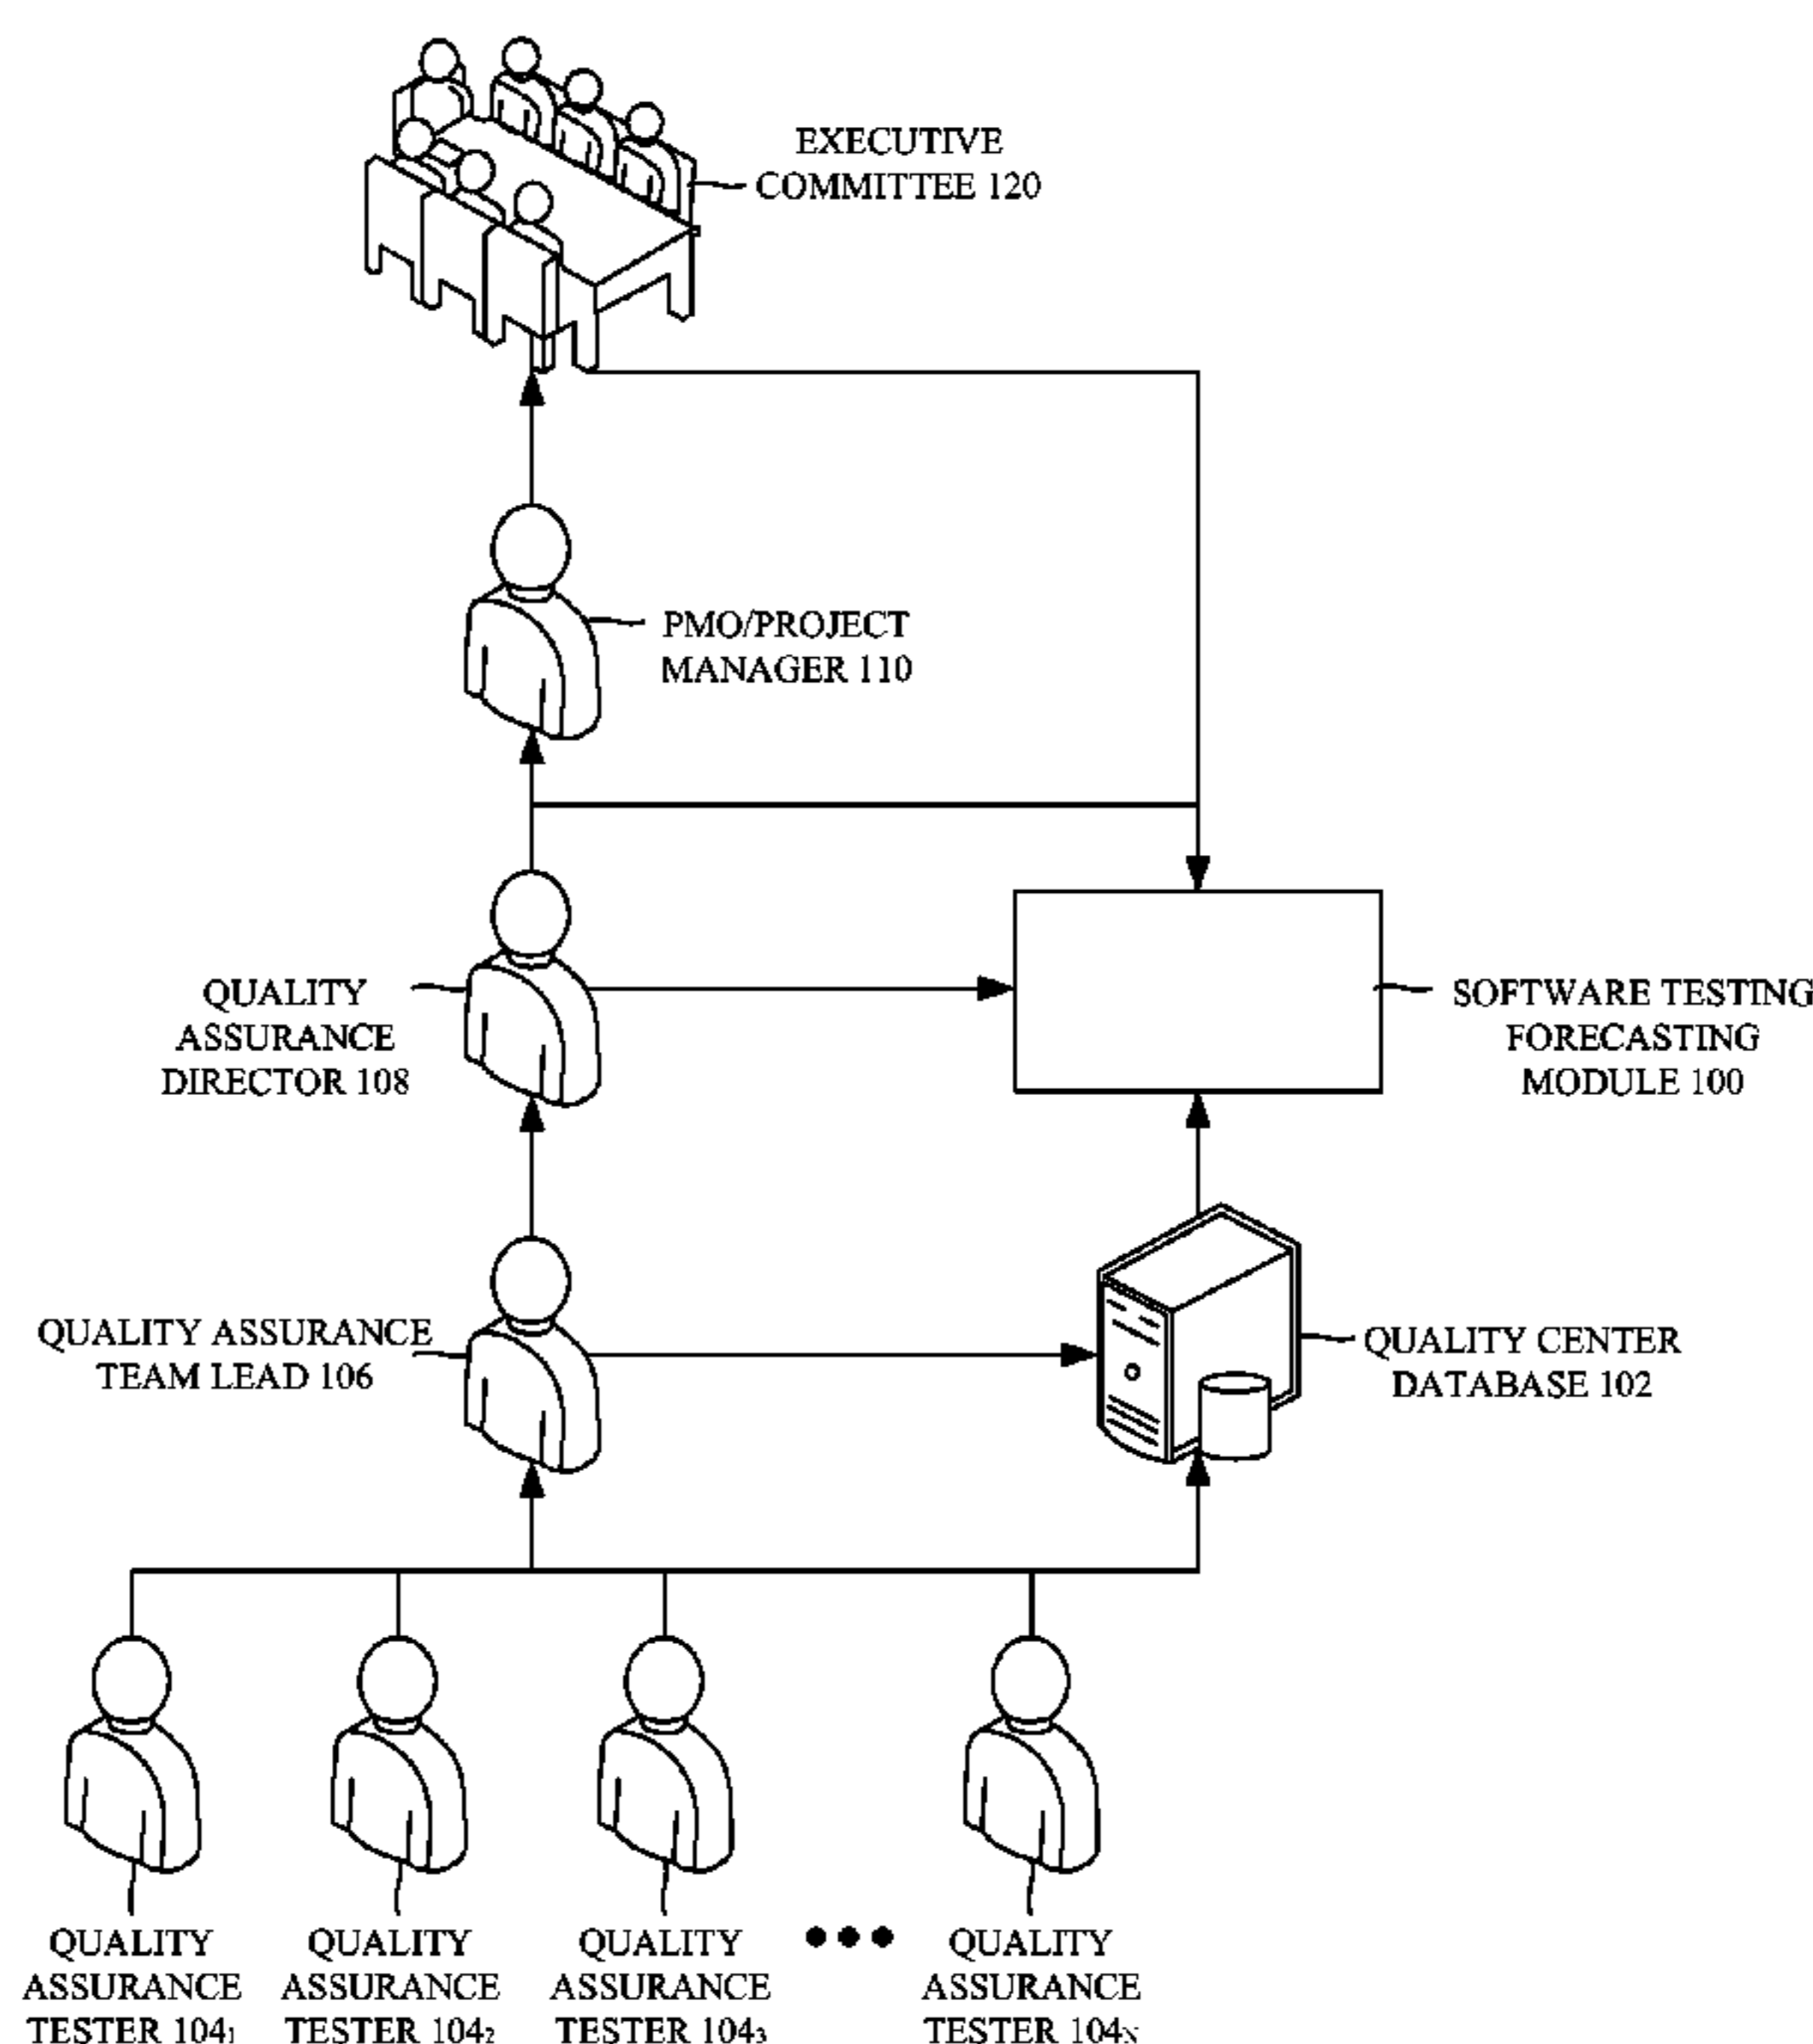 EXECUTIVE
COMMITTEE 120
PMO/PROJECT
MANAGER 110
QUALITY
ASSURANCE
DIRECTOR 108
SOFTWARE TESTING
FORECASTING
MODULE 100
QUALITY ASSURANCE
TEAM LEAD 106
QUALITY CENTER
DATABASE 102
QUALITY
ASSURANCE
TESTER 104₁
QUALITY
ASSURANCE
TESTER 104₂
QUALITY
ASSURANCE
TESTER 104₃
QUALITY
ASSURANCE
TESTER 104ₙ